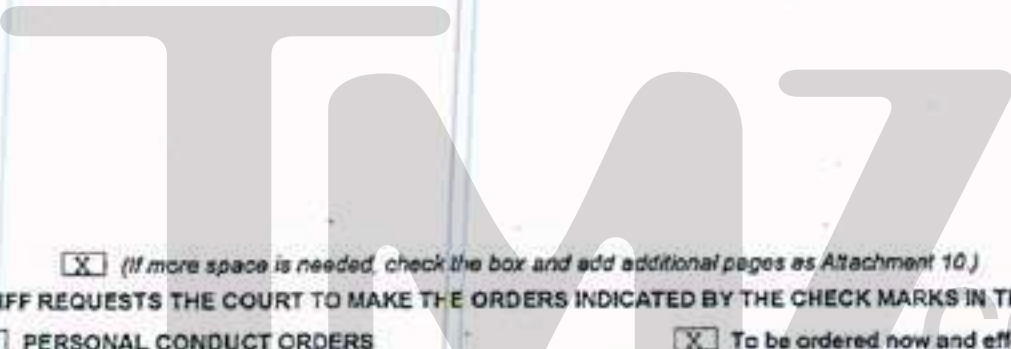 TMZ.c
X (If more space is needed, check the box and add additional pages as Attachment 10.)
IFF REQUESTS THE COURT TO MAKE THE ORDERS INDICATED BY THE CHECK MARKS IN T
PERSONAL CONDUCT ORDERS X To be ordered now and eff